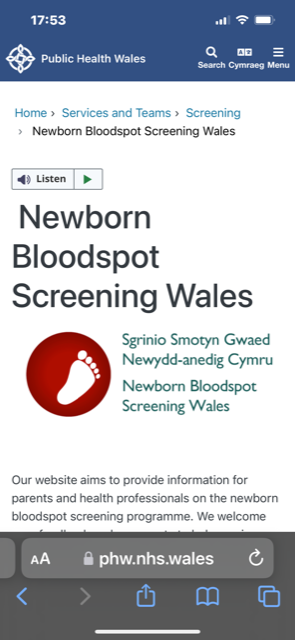 17:53
Public Health Wales
Search Cymraeg Menu
Home › Services and Teams › Screening
› Newborn Bloodspot Screening Wales
Listen
Newborn
Bloodspot
Screening Wales
Sgrinio Smotyn Gwaed
Newydd-anedig Cymru
Newborn Bloodspot
Screening Wales
Our website aims to provide information for
parents and health professionals on the newborn
bloodspot screening programme. We welcome
AA phw.nhs.wales